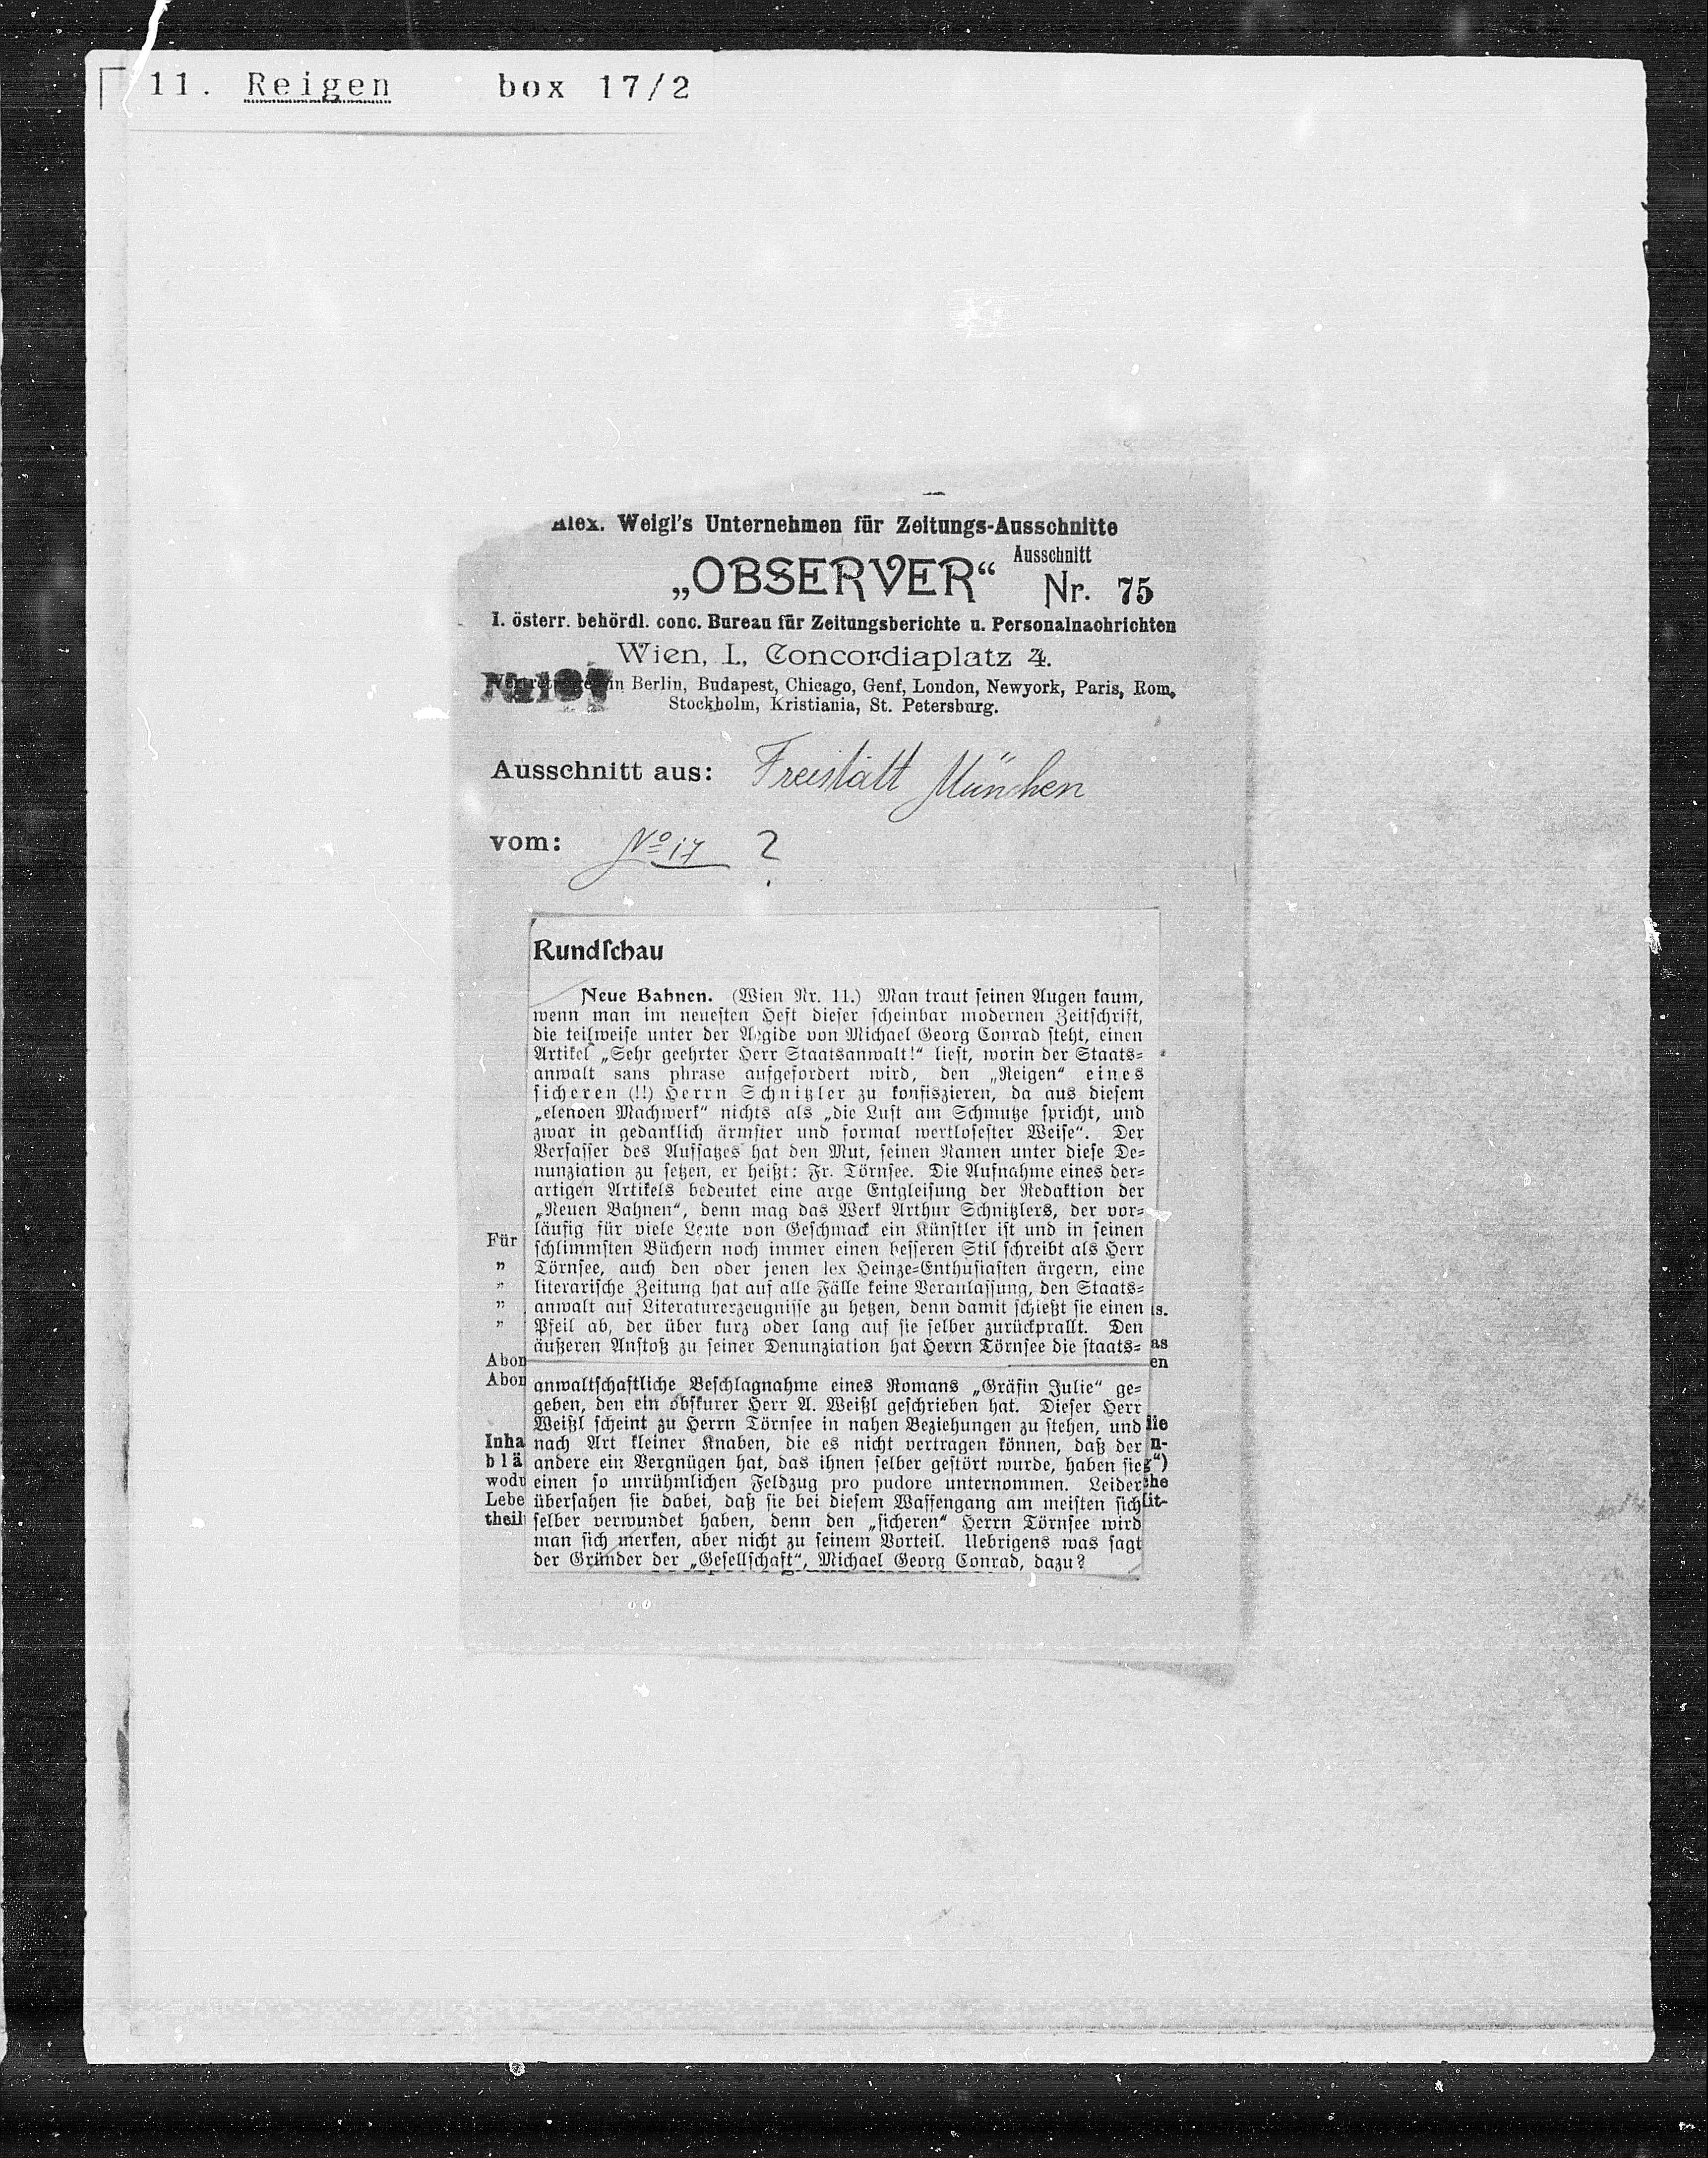 11. Reigen box 17/2
Alex. Weigl's Unternehmen für Zeitungs-Ausschnitte
„OBSERVER“ Ausschnitt
Nr. 75
I. österr. behördl. conc. Bureau für Zeitungsberichte u. Personalnachrichten
Wien, I., Concordiaplatz 4.
in Berlin, Budapest, Chicago, Genf, London, Newyork, Paris, Rom,
Stockholm, Kristiania, St. Petersburg.
Ausschnitt aus: Freistatt München
vom: No 17 ?
Rundſchau
Neue Bahnen. (Wien Nr. 11.) Man traut ſeinen Augen kaum,
wenn man im neueſten Heft dieſer ſcheinbar modernen Zeitſchrift,
die teilweiſe unter der Aegide von Michael Georg Conrad ſteht, einen
Artikel „Sehr geehrter Herr Staatsanwalt!“ lieſt, worin der Staats-
anwalt sans phrase aufgefordert wird, den „Reigen“ eines
ſicheren (!!) Herrn Schnitzler zu konfiszieren, da aus dieſem
„elenden Machwerk“ nichts als „die Luſt am Schmutze ſpricht, und
zwar in gedanklich ärmſter und formal wertloſeſter Weiſe“. Der
Verfaſſer des Aufſatzes hat den Mut, ſeinen Namen unter dieſe De-
nunziation zu ſetzen, er heißt: Fr. Törnſee. Die Aufnahme eines der-
artigen Artikels bedeutet eine arge Entgleiſung der Redaktion der
„Neuen Bahnen“, denn mag das Werk Arthur Schnitzlers, der vor-
läufig für viele Leute von Geſchmack ein Künſtler iſt und in ſeinen
ſchlimmſten Büchern noch immer einen beſſeren Stil ſchreibt als Herr
Törnſee, auch den oder jenen lex Heinze-Enthuſiaſten ärgern, eine
literariſche Zeitung hat auf alle Fälle keine Veranlaſſung, den Staats-
anwalt auf Literaturerzeugniſſe zu hetzen, denn damit ſchießt ſie einen
Pfeil ab, der über kurz oder lang auf ſie ſelber zurückprallt. Den
äußeren Anſtoß zu ſeiner Denunziation hat Herrn Törnſee die ſtaats-
anwaltſchaftliche Beſchlagnahme eines Romans „Gräfin Julie“ ge-
geben, den ein obſkurer Herr A. Weißl geſchrieben hat. Dieſer Herr
Weißl ſcheint zu Herrn Törnſee in nahen Beziehungen zu ſtehen, und
nach Art kleiner Knaben, die es nicht vertragen können, daß der
andere ein Vergnügen hat, das ihnen ſelber geſtört wurde, haben ſie
einen ſo unrühmlichen Feldzug pro pudore unternommen. Leider
überſahen ſie dabei, daß ſie bei dieſem Waffengang am meiſten ſich
ſelber verwundet haben, denn den „ſicheren“ Herrn Törnſee wird
man ſich merken, aber nicht zu ſeinem Vorteil. Uebrigens was ſagt
der Gründer der „Geſellſchaft“, Michael Georg Conrad, dazu?
Für
"
"
"
"
Abon
Abon
Inha
blä
wodu
Lebe
theil